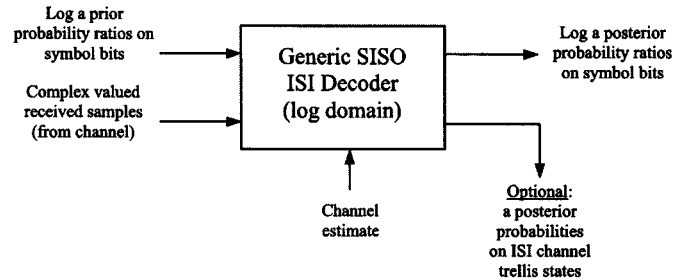 Log a prior
probability ratios on
symbol bits
Complex valued
received samples
(from channel)
Generic SISO
ISI Decoder
(log domain)
Log a posterior
probability ratios
on symbol bits
Channel
estimate
Optional:
a posterior
probabilities
on ISI channel
trellis states